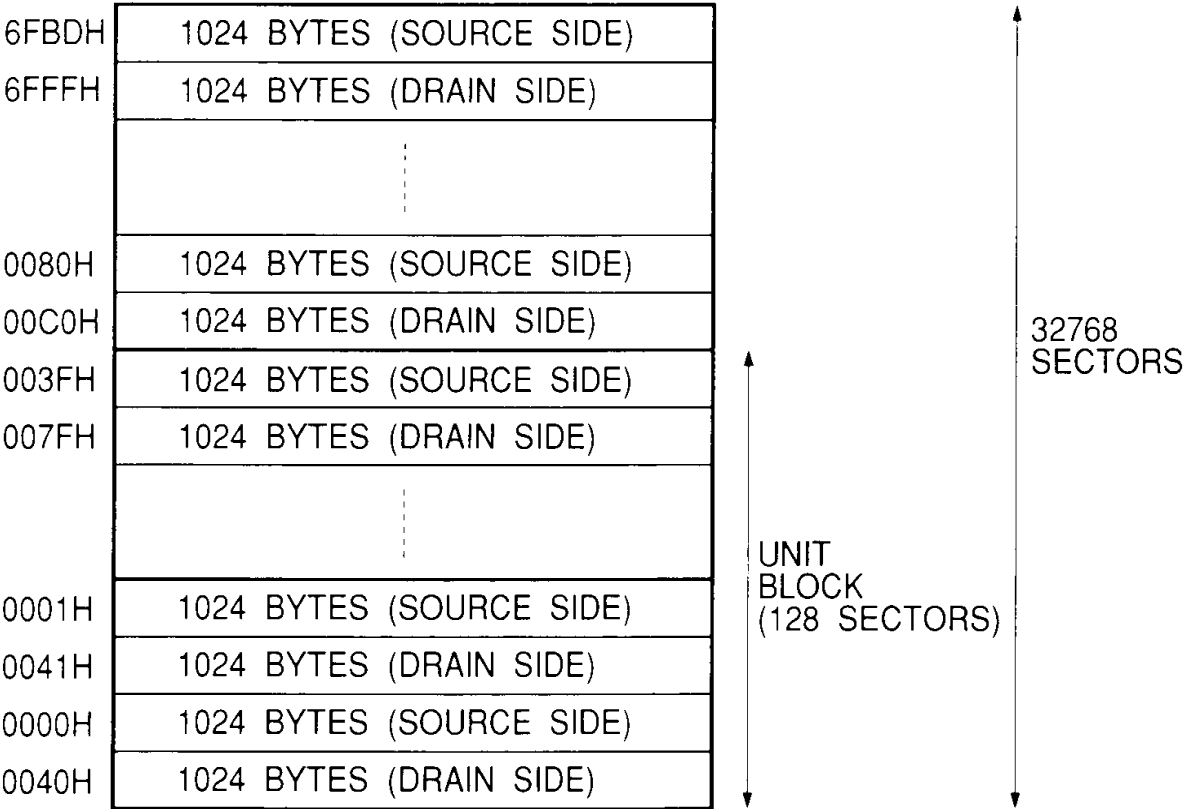 6FBDH 1024 BYTES (SOURCE SIDE)
6FFFH 1024 BYTES (DRAIN SIDE)
0080H 1024 BYTES (SOURCE SIDE)
00C0H 1024 BYTES (DRAIN SIDE)
003FH 1024 BYTES (SOURCE SIDE)
007FH 1024 BYTES (DRAIN SIDE)
0001H 1024 BYTES (SOURCE SIDE)
0041H 1024 BYTES (DRAIN SIDE)
0000H 1024 BYTES (SOURCE SIDE)
0040H 1024 BYTES (DRAIN SIDE)
UNIT
BLOCK
(128 SECTORS)
32768
SECTORS